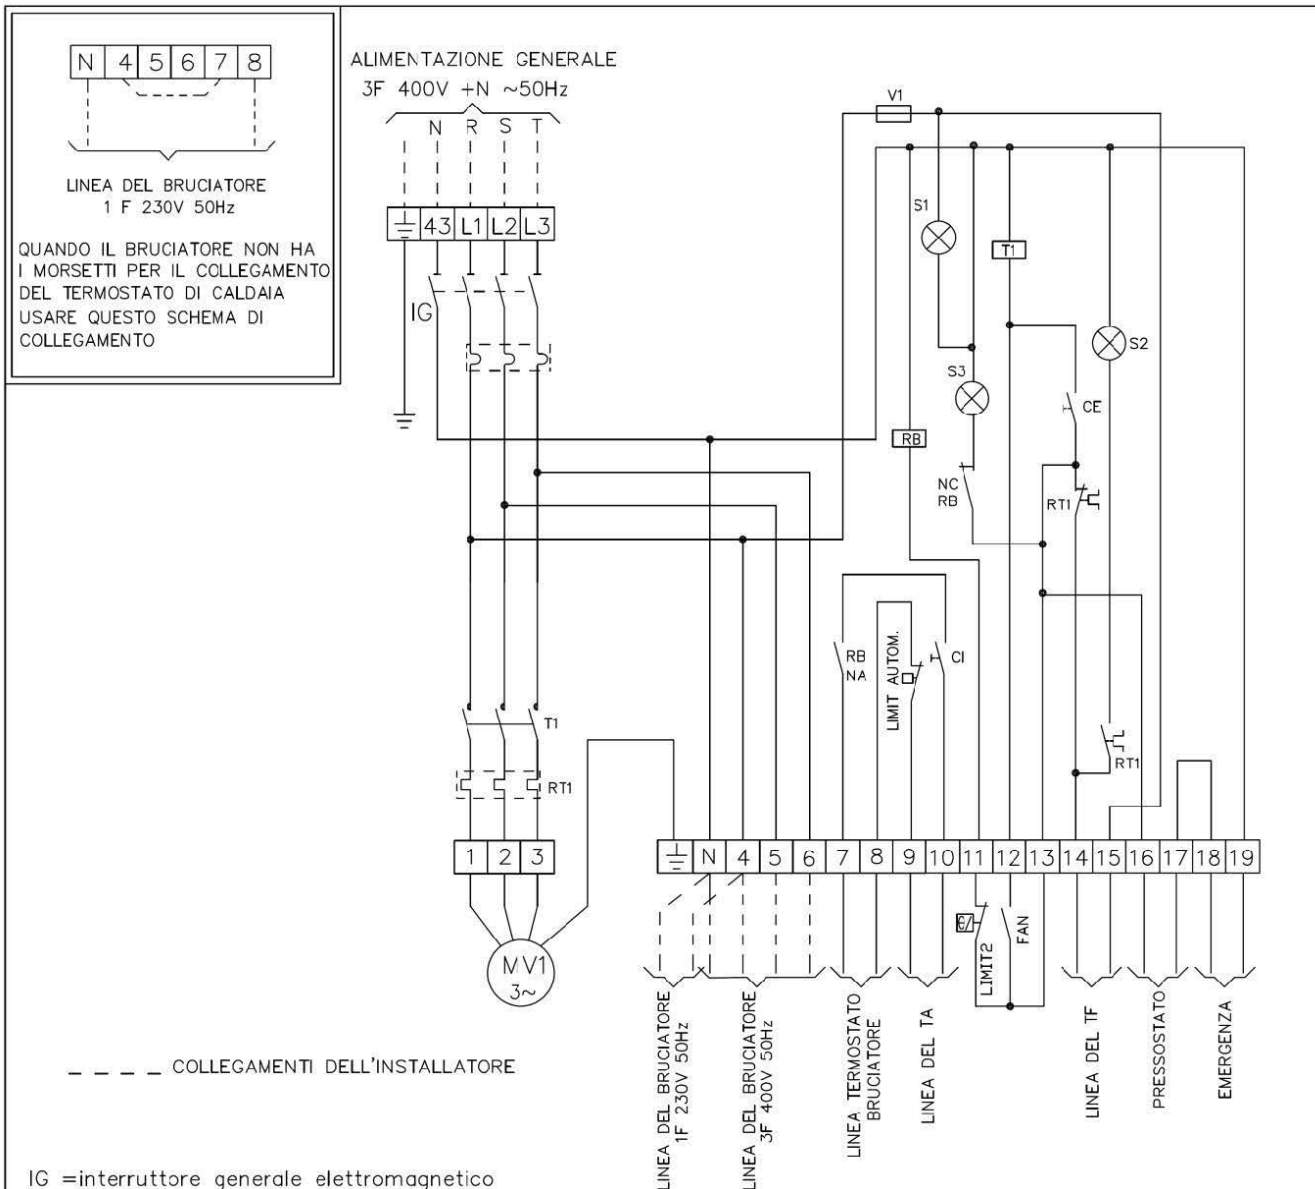 N 4 5 6 7 8
LINEA DEL BRUCIATORE
1 F 230V 50Hz
QUANDO IL BRUCIATORE NON HA
I MORSETTI PER IL COLLEGAMENTO
DEL TERMOSTATO DI CALDAIA
USARE QUESTO SCHEMA DI
COLLEGAMENTO
ALIMENTAZIONE GENERALE
3F 400V +N ~50Hz
N R S T
43 L1 L2 L3
IG
V1
S1
T1
S2
S3
CE
RB
NC
RB
RT1
RB
NA
LIMIT AUTOM.
CI
T1
RT1
RT1
1 2 3
N 4 5 6 7 8 9 10 11 12 13 14 15 16 17 18 19
MV1
3~
LIMIT2
FAN
LINEA DEL BRUCIATORE
1F 230V 50Hz
LINEA DEL BRUCIATORE
3F 400V 50Hz
LINEA TERMOSTATO
BRUCIATORE
LINEA DEL TA
LINEA DEL TF
PRESSOSTATO
EMERGENZA
COLLEGAMENTI DELL'INSTALLATORE
IG =interruttore generale elettromagnetico